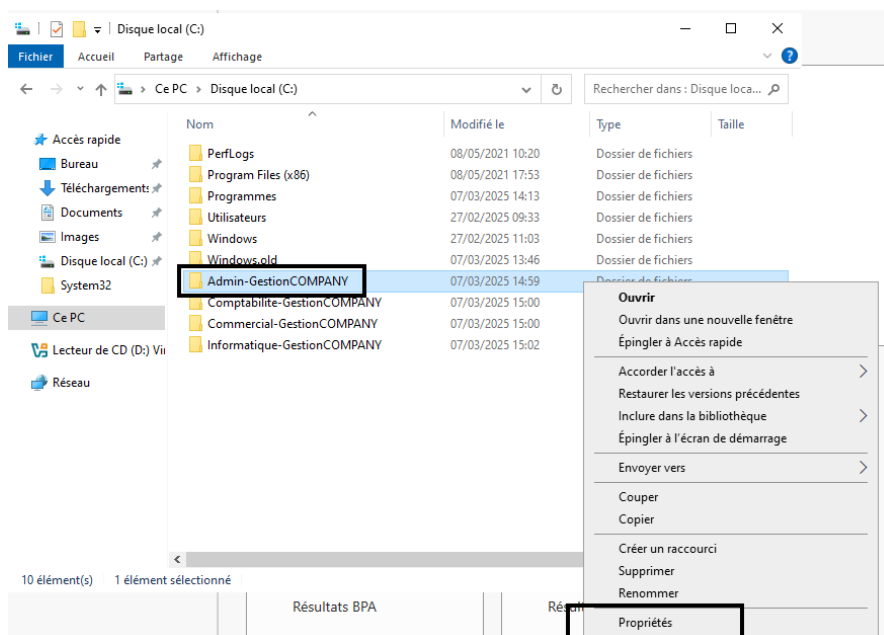 Disque local (C:)
Fichier Accueil Partage Affichage
Ce PC > Disque local (C:)
Rechercher dans : Disque loca...
Nom Modifié le Type Taille
Accès rapide
Bureau
Téléchargements
Documents
Images
Disque local (C:)
System32
Ce PC
Lecteur de CD (D:) Vi
Réseau
PerfLogs 08/05/2021 10:20 Dossier de fichiers
Program Files (x86) 08/05/2021 17:53 Dossier de fichiers
Programmes 07/03/2025 14:13 Dossier de fichiers
Utilisateurs 27/02/2025 09:33 Dossier de fichiers
Windows 27/02/2025 11:03 Dossier de fichiers
Windows.old 07/03/2025 13:46 Dossier de fichiers
Admin-GestionCOMPANY 07/03/2025 14:59 Dossier de fichiers
Comptabilite-GestionCOMPANY 07/03/2025 15:00
Commercial-GestionCOMPANY 07/03/2025 15:00
Informatique-GestionCOMPANY 07/03/2025 15:02
Ouvrir
Ouvrir dans une nouvelle fenêtre
Épingler à Accès rapide
Accorder l'accès à
Restaurer les versions précédentes
Inclure dans la bibliothèque
Épingler à l'écran de démarrage
Envoyer vers
Couper
Copier
Créer un raccourci
Supprimer
Renommer
Propriétés
10 élément(s) 1 élément sélectionné
Résultats BPA